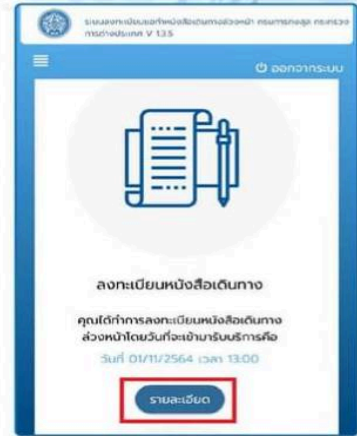 ระบบลงทะเบียนขอทำหนังสือเดินทางล่วงหน้า กรมการกงสุล กระทรวง
การต่างประเทศ V 1.3.5
ออกจากระบบ
ลงทะเบียนหนังสือเดินทาง
คุณได้ทำการลงทะเบียนหนังสือเดินทาง
ล่วงหน้าโดยวันที่จะเข้ามารับบริการคือ
วันที่ 01/11/2564 เวลา 13:00
รายละเอียด